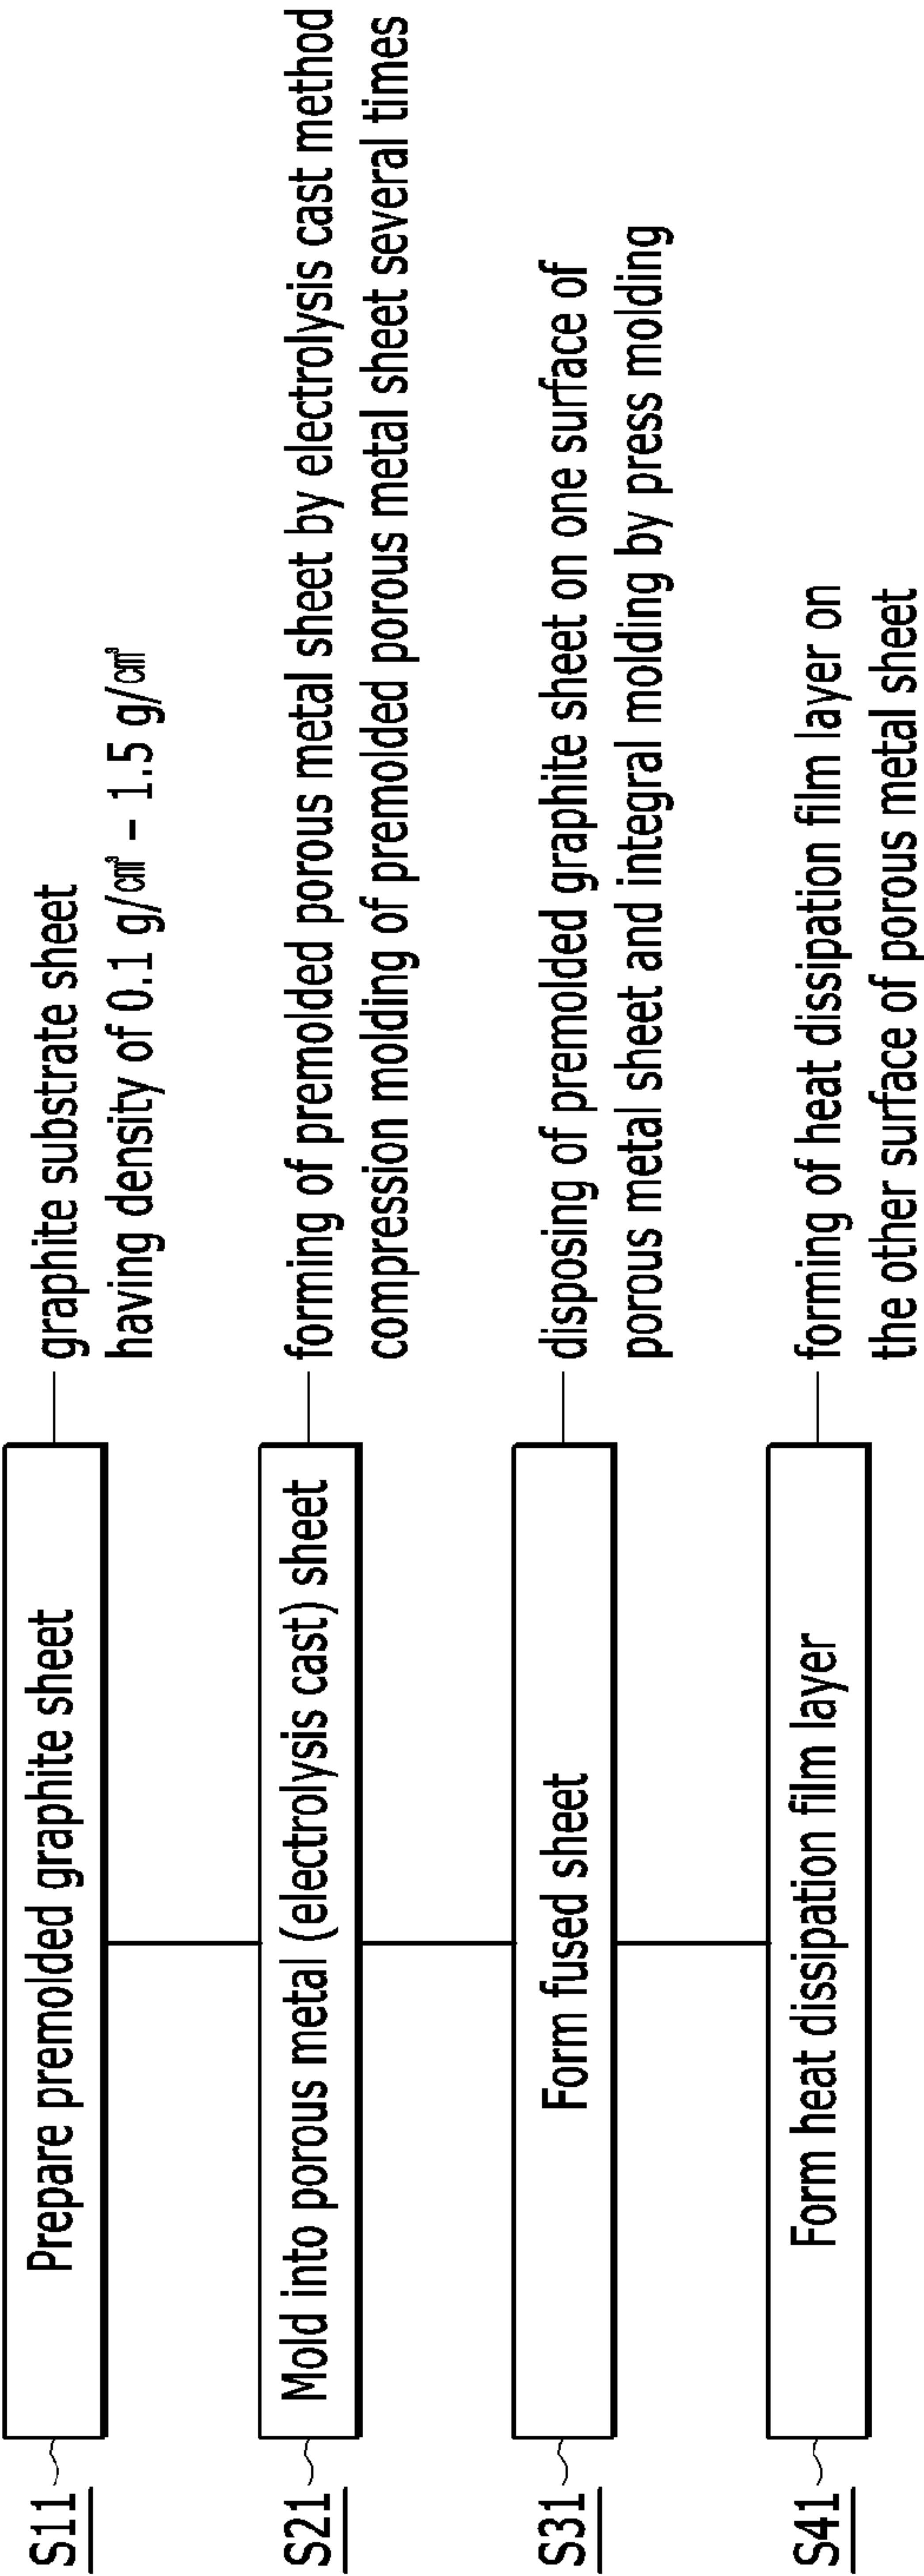 S11
Prepare premolded graphite sheet
graphite substrate sheet
having density of 0.1 g/㎤ - 1.5 g/㎤
S21
Mold into porous metal (electrolysis cast) sheet
forming of premolded porous metal sheet by electrolysis cast method
compression molding of premolded porous metal sheet several times
S31
Form fused sheet
disposing of premolded graphite sheet on one surface of
porous metal sheet and integral molding by press molding
S41
Form heat dissipation film layer
forming of heat dissipation film layer on
the other surface of porous metal sheet